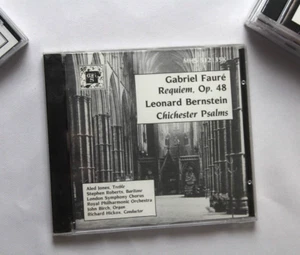 Gabriel Fauré
Requiem, Op. 48
Leonard Bernstein
Chichester Psalms
Aled Jones, Treble
Stephen Roberts, Baritone
London Symphony Chorus
Royal Philharmonic Orchestra
John Birch, Organ
Richard Hickox, Conductor